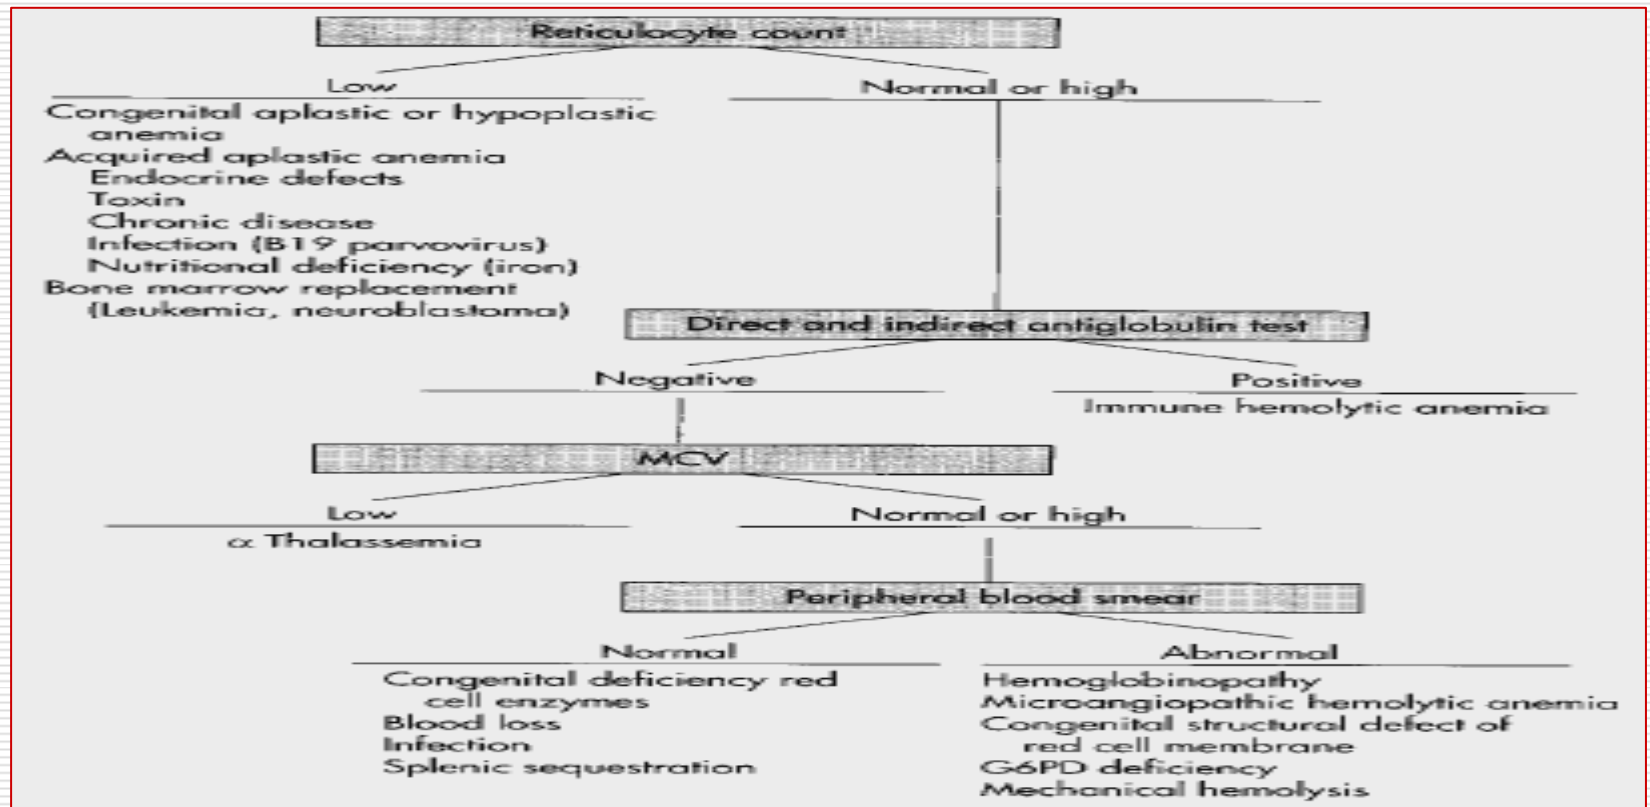 Reticulocyte count
Low
Normal or high
Congenital aplastic or hypoplastic
anemia
Acquired aplastic anemia
Endocrine defects
Toxin
Chronic disease
Infection (B19 parvovirus)
Nutritional deficiency (iron)
Bone marrow replacement
(Leukemia, neuroblastoma)
Direct and indirect antiglobulin test
Negative
Positive
Immune hemolytic anemia
MCV
Low
Normal or high
α Thalassemia
Peripheral blood smear
Normal
Abnormal
Congenital deficiency red
cell enzymes
Blood loss
Infection
Splenic sequestration
Hemoglobinopathy
Microangiopathic hemolytic anemia
Congenital structural defect of
red cell membrane
G6PD deficiency
Mechanical hemolysis